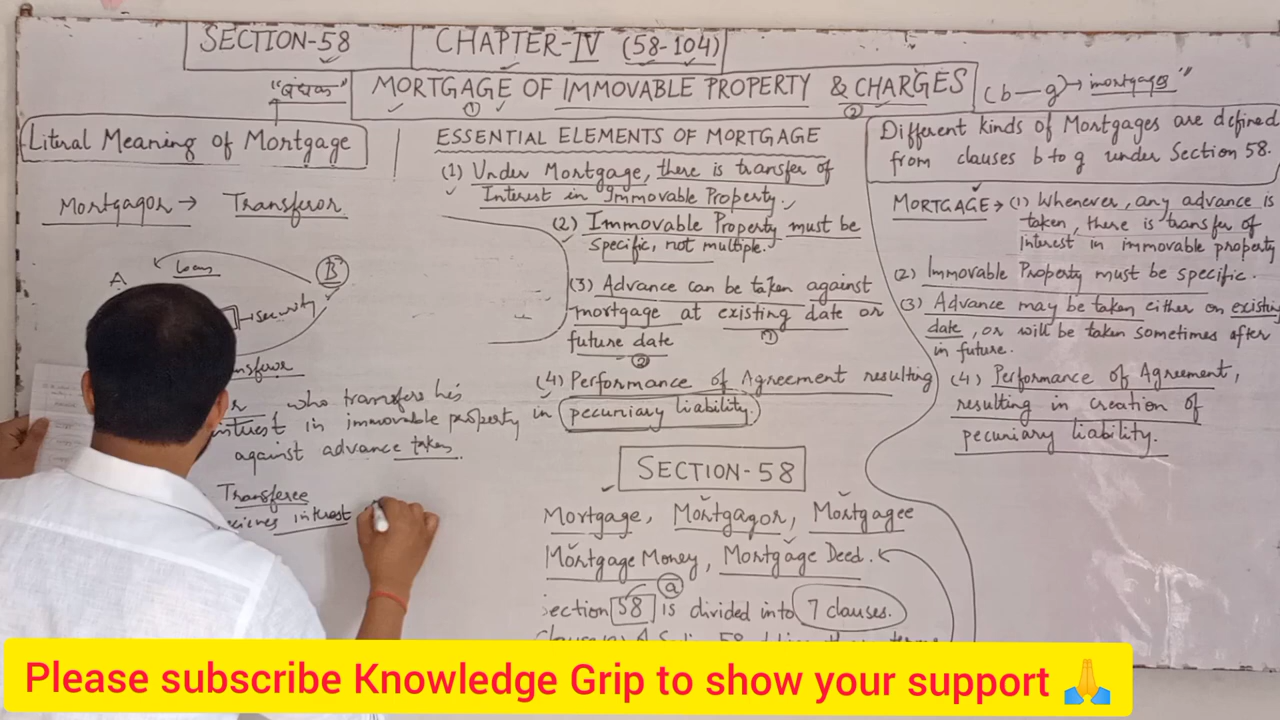 SECTION-58
CHAPTER-IV (58-104)
"बंधक"
MORTGAGE OF IMMOVABLE PROPERTY & CHARGES
① ②
(b-g) → mortgages"
Literal Meaning of Mortgage
Mortgagor → Transferor
A loan B
security
who transfers his
interest in immovable property
against advance taken.
Transferee
interest
ESSENTIAL ELEMENTS OF MORTGAGE
(1) Under Mortgage, there is transfer of
Interest in Immovable Property.
(2) Immovable Property must be
specific, not multiple.
(3) Advance can be taken against
mortgage at existing date or
①
future date
②
(4) Performance of Agreement resulting
in pecuniary liability.
SECTION-58
Mortgage, Mortgagor, Mortgagee
Mortgage Money, Mortgage Deed.
ⓐ
Section 58 is divided into 7 clauses.
Different kinds of Mortgages are defined
from clauses b to g under Section 58.
MORTGAGE → (1) Whenever, any advance is
taken, there is transfer of
interest in immovable property
(2) Immovable Property must be specific.
(3) Advance may be taken either on existing
date, or will be taken sometimes after
in future.
(4) Performance of Agreement,
resulting in creation of
pecuniary liability.
Please subscribe Knowledge Grip to show your support 🙏